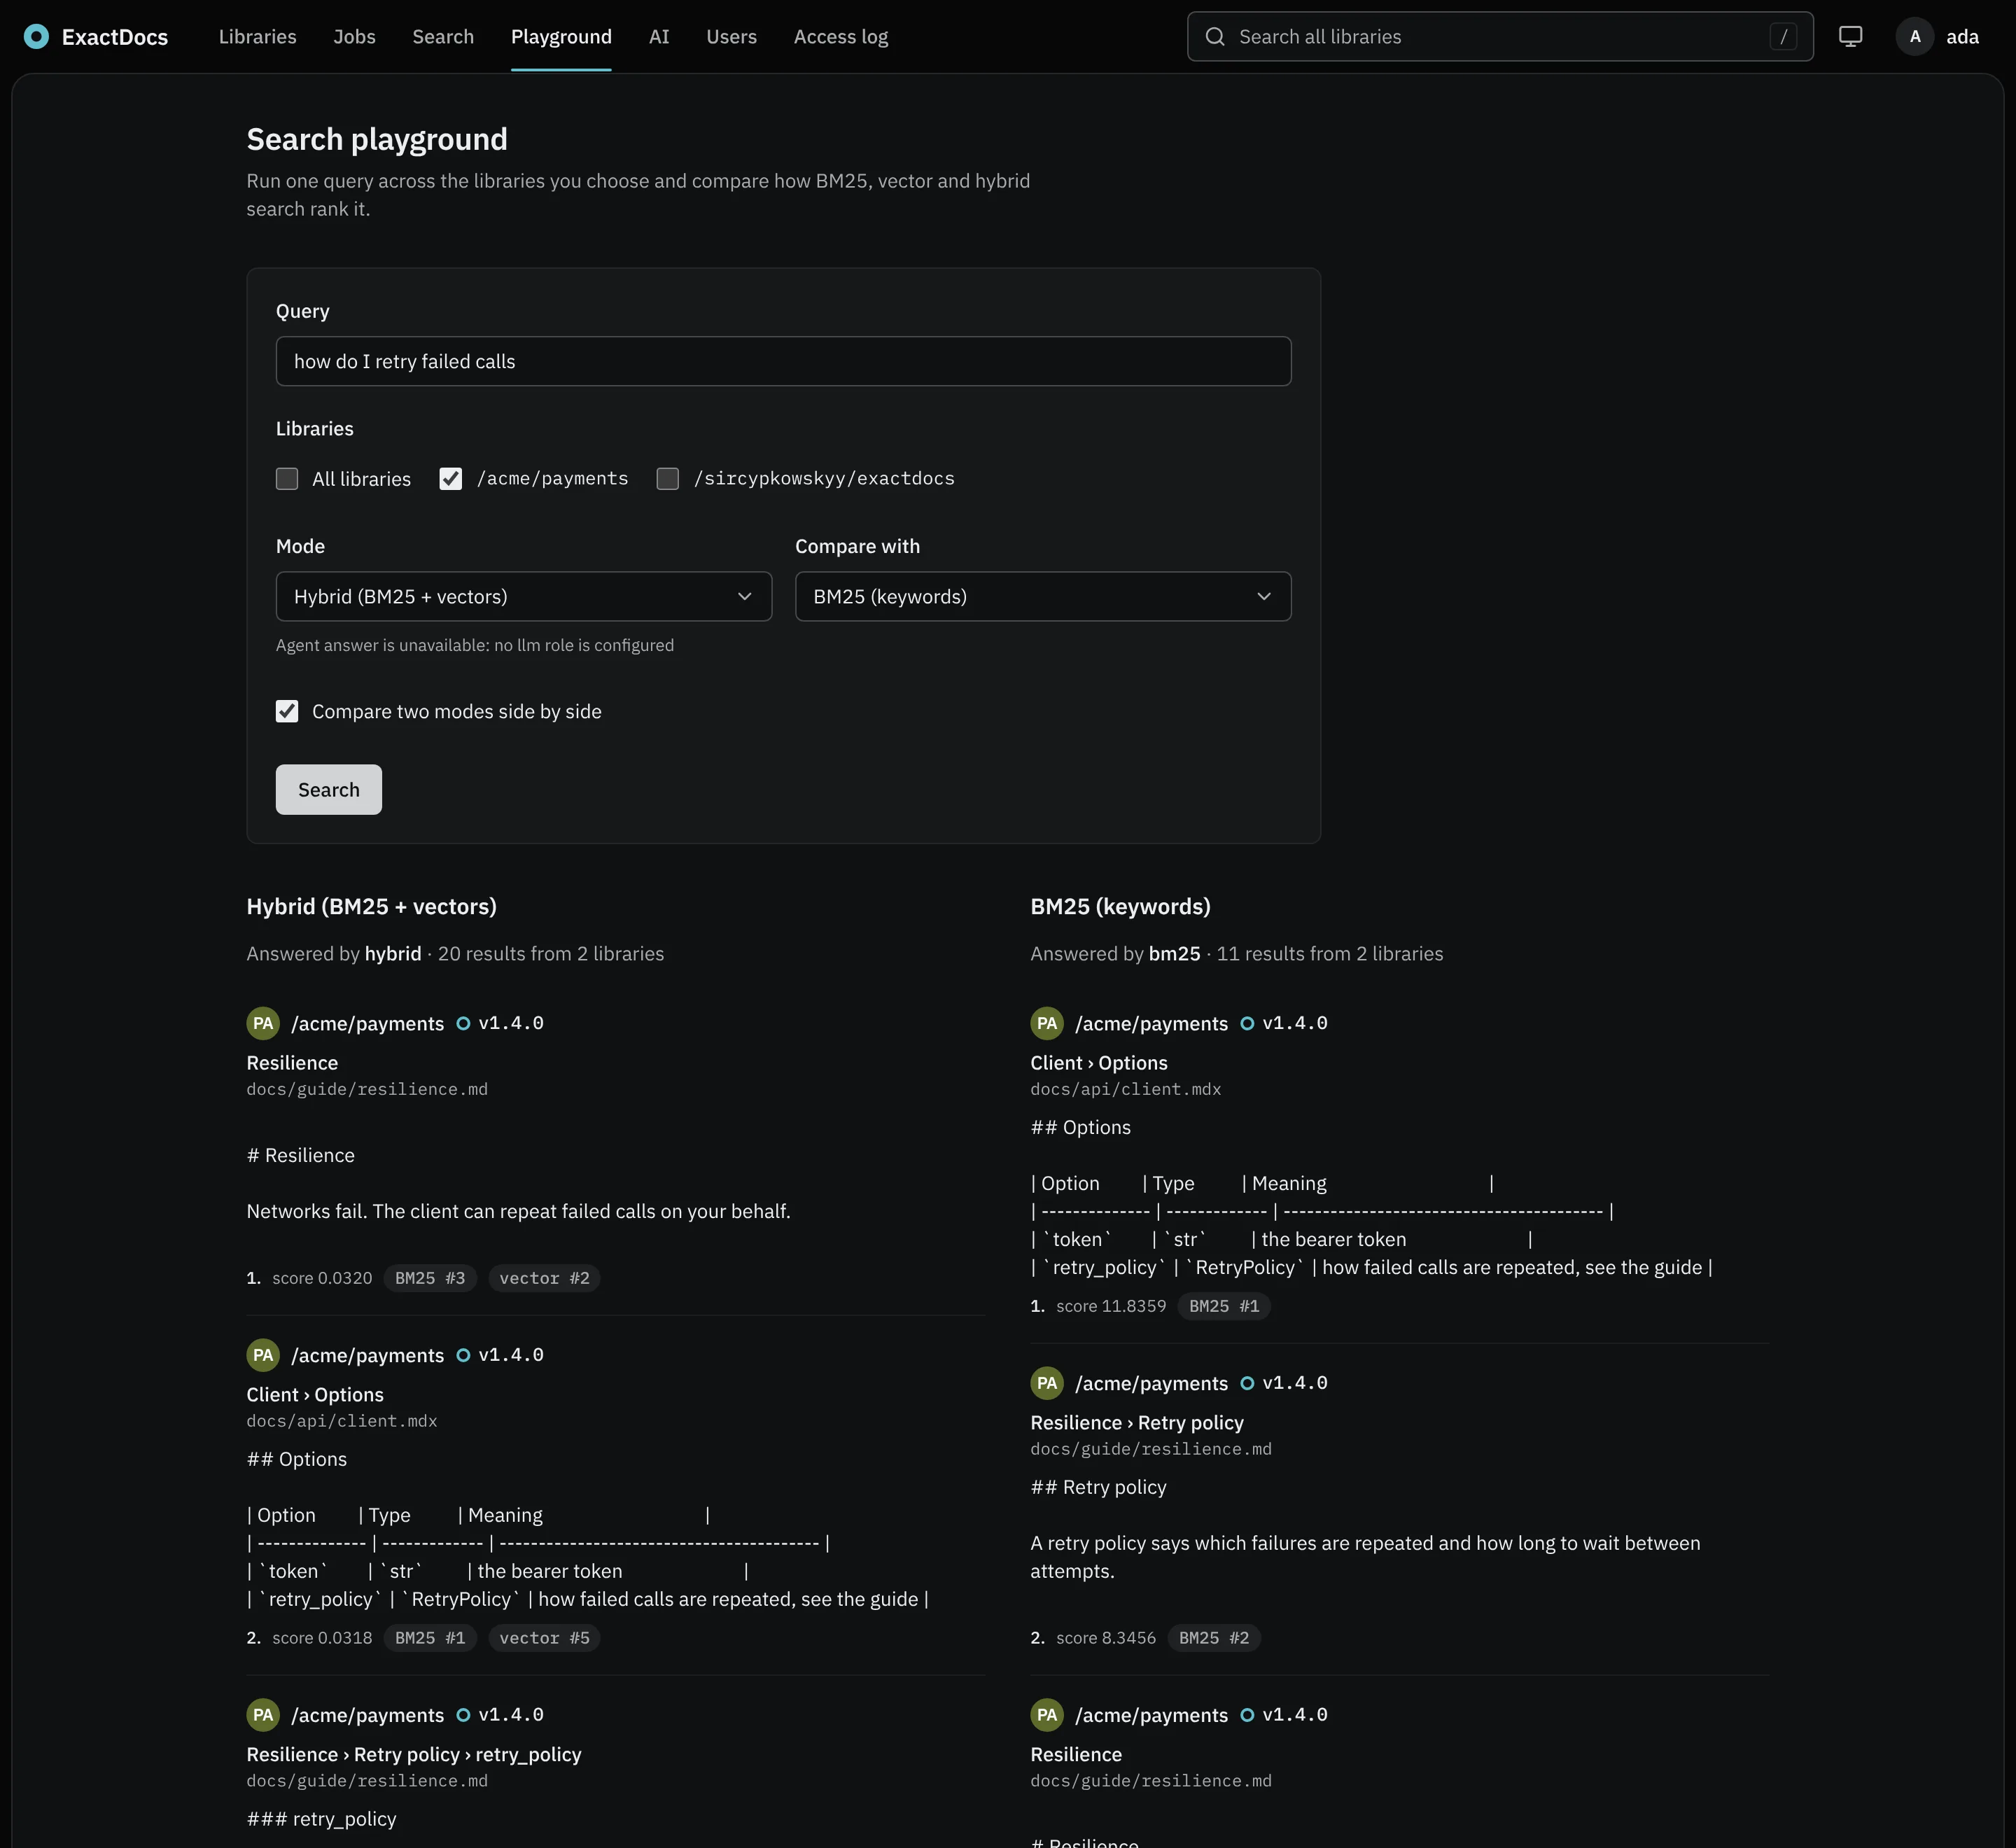 ExactDocs Libraries Jobs Search Playground AI Users Access log Search all libraries / A ada
Search playground
Run one query across the libraries you choose and compare how BM25, vector and hybrid
search rank it.
Query
how do I retry failed calls
Libraries
All libraries /acme/payments /sircypkowskyy/exactdocs
Mode
Hybrid (BM25 + vectors)
Agent answer is unavailable: no llm role is configured
Compare with
BM25 (keywords)
Compare two modes side by side
Search
Hybrid (BM25 + vectors)
Answered by hybrid · 20 results from 2 libraries
PA /acme/payments v1.4.0
Resilience
docs/guide/resilience.md
# Resilience
Networks fail. The client can repeat failed calls on your behalf.
1. score 0.0320 BM25 #3 vector #2
PA /acme/payments v1.4.0
Client › Options
docs/api/client.mdx
## Options
| Option | Type | Meaning |
| -------------- | ------------- | ----------------------------------------- |
| `token` | `str` | the bearer token |
| `retry_policy` | `RetryPolicy` | how failed calls are repeated, see the guide |
2. score 0.0318 BM25 #1 vector #5
PA /acme/payments v1.4.0
Resilience › Retry policy › retry_policy
docs/guide/resilience.md
### retry_policy
BM25 (keywords)
Answered by bm25 · 11 results from 2 libraries
PA /acme/payments v1.4.0
Client › Options
docs/api/client.mdx
## Options
| Option | Type | Meaning |
| -------------- | ------------- | ----------------------------------------- |
| `token` | `str` | the bearer token |
| `retry_policy` | `RetryPolicy` | how failed calls are repeated, see the guide |
1. score 11.8359 BM25 #1
PA /acme/payments v1.4.0
Resilience › Retry policy
docs/guide/resilience.md
## Retry policy
A retry policy says which failures are repeated and how long to wait between
attempts.
2. score 8.3456 BM25 #2
PA /acme/payments v1.4.0
Resilience
docs/guide/resilience.md
# Resilience